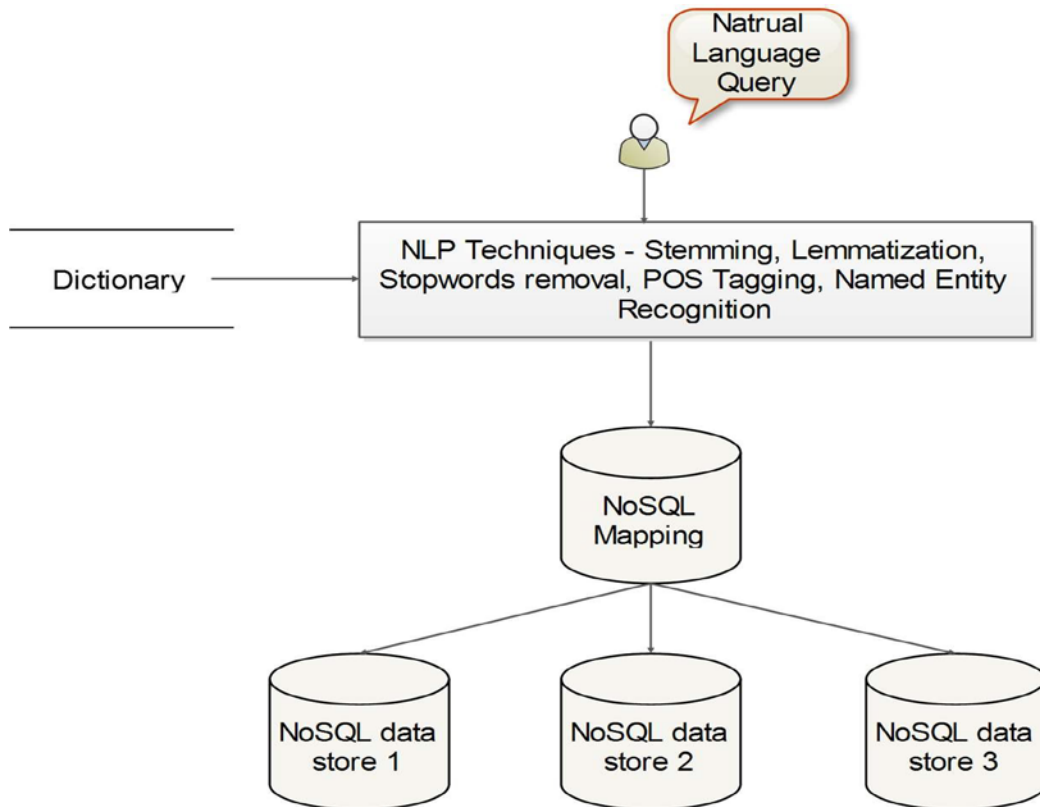 Natrual
Language
Query
Dictionary
NLP Techniques - Stemming, Lemmatization,
Stopwords removal, POS Tagging, Named Entity
Recognition
NoSQL
Mapping
NoSQL data
store 1
NoSQL data
store 2
NoSQL data
store 3